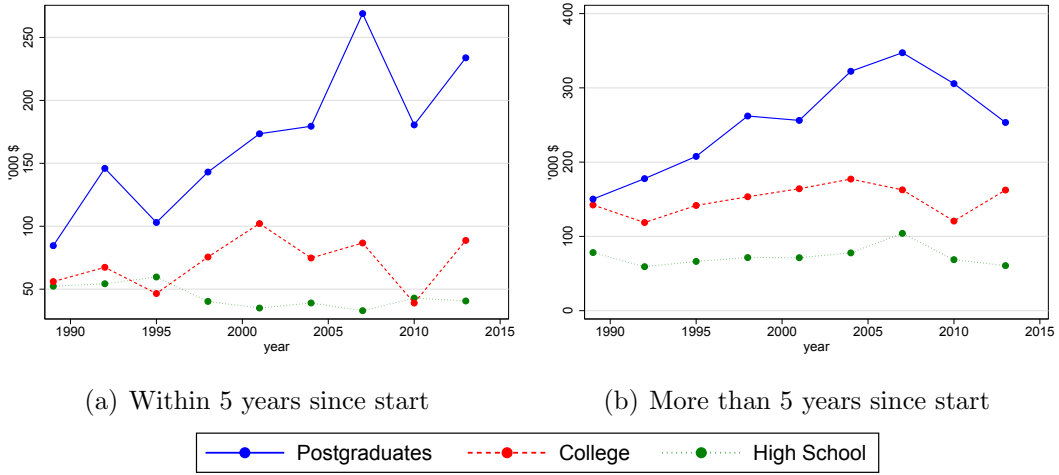 '000 $
250
200
150
100
50
1990 1995 2000 2005 2010 2015
year
(a) Within 5 years since start
'000 $
400
300
200
100
0
1990 1995 2000 2005 2010 2015
year
(b) More than 5 years since start
Postgraduates College High School